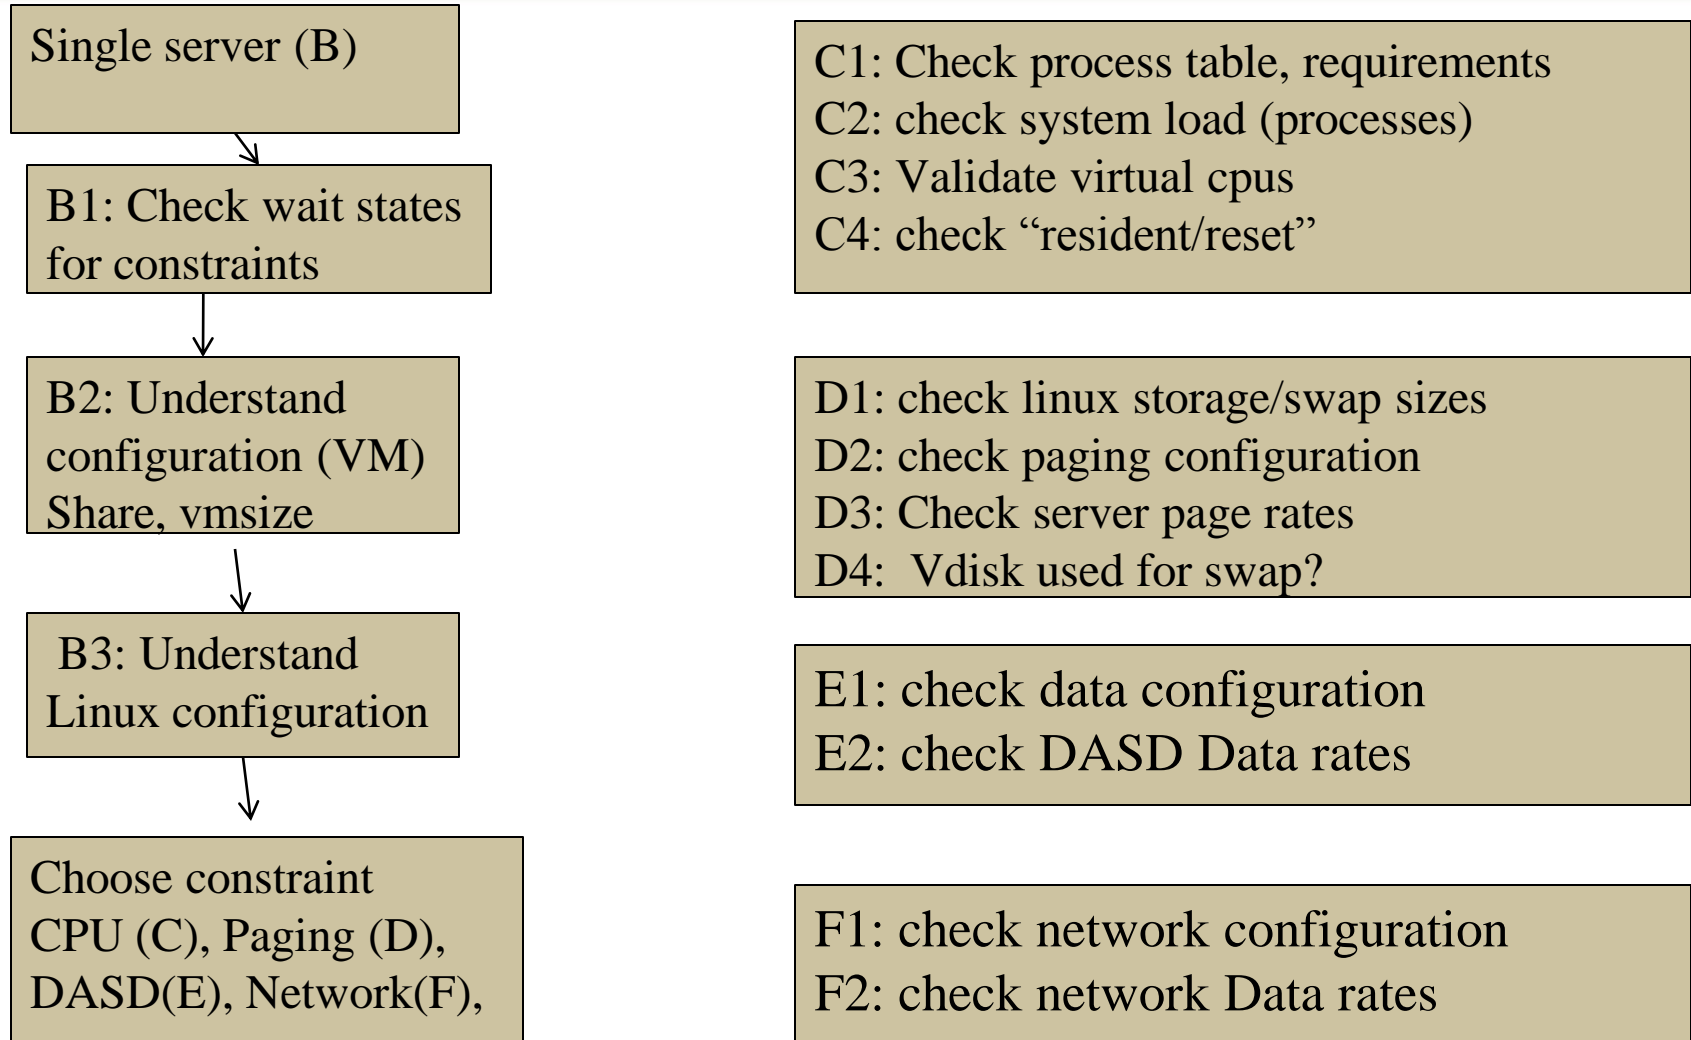 Single server (B)
B1: Check wait states
for constraints
B2: Understand
configuration (VM)
Share, vmsize
B3: Understand
Linux configuration
Choose constraint
CPU (C), Paging (D),
DASD(E), Network(F),
C1: Check process table, requirements
C2: check system load (processes)
C3: Validate virtual cpus
C4: check “resident/reset”
D1: check linux storage/swap sizes
D2: check paging configuration
D3: Check server page rates
D4:  Vdisk used for swap?
E1: check data configuration
E2: check DASD Data rates
F1: check network configuration
F2: check network Data rates